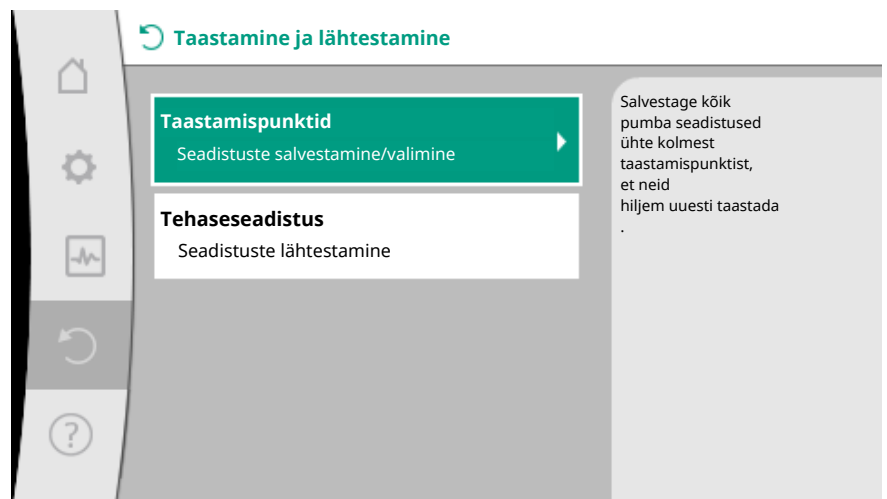 Taastamine ja lähtestamine
Taastamispunktid
Seadistuste salvestamine/valimine
Tehaseseadistus
Seadistuste lähtestamine
Salvestage kõik
pumba seadistused
ühte kolmest
taastamispunktist,
et neid
hiljem uuesti taastada
.
?